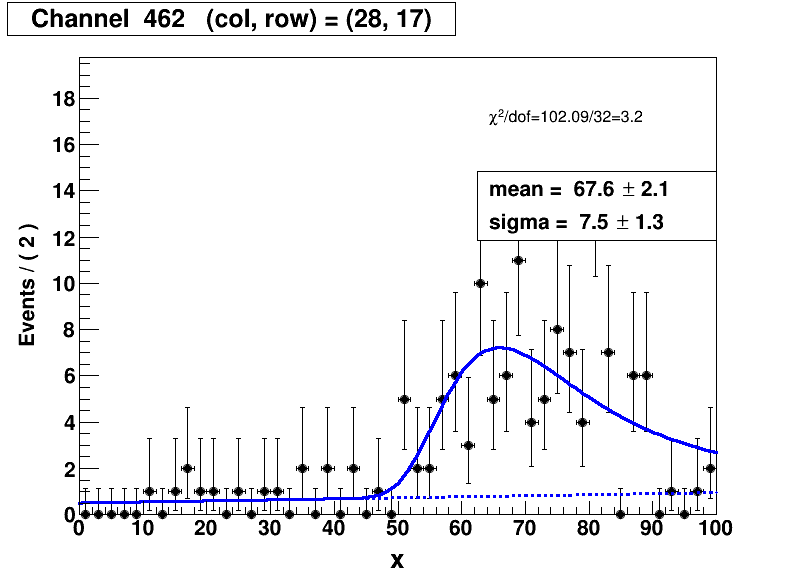 Channel 462 (col, row) = (28, 17)
χ²/dof=102.09/32=3.2
mean = 67.6 ± 2.1
sigma = 7.5 ± 1.3
Events / ( 2 )
18
16
14
12
10
8
6
4
2
0
0 10 20 30 40 50 60 70 80 90 100
x